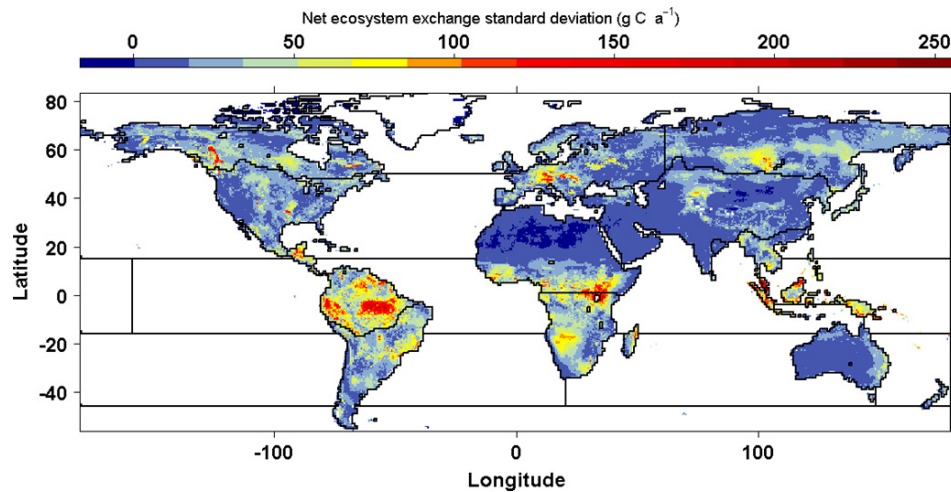 Net ecosystem exchange standard deviation (g C a⁻¹)
0 50 100 150 200 250
80
60
40
20
0
-20
-40
Latitude
-100 0 100
Longitude